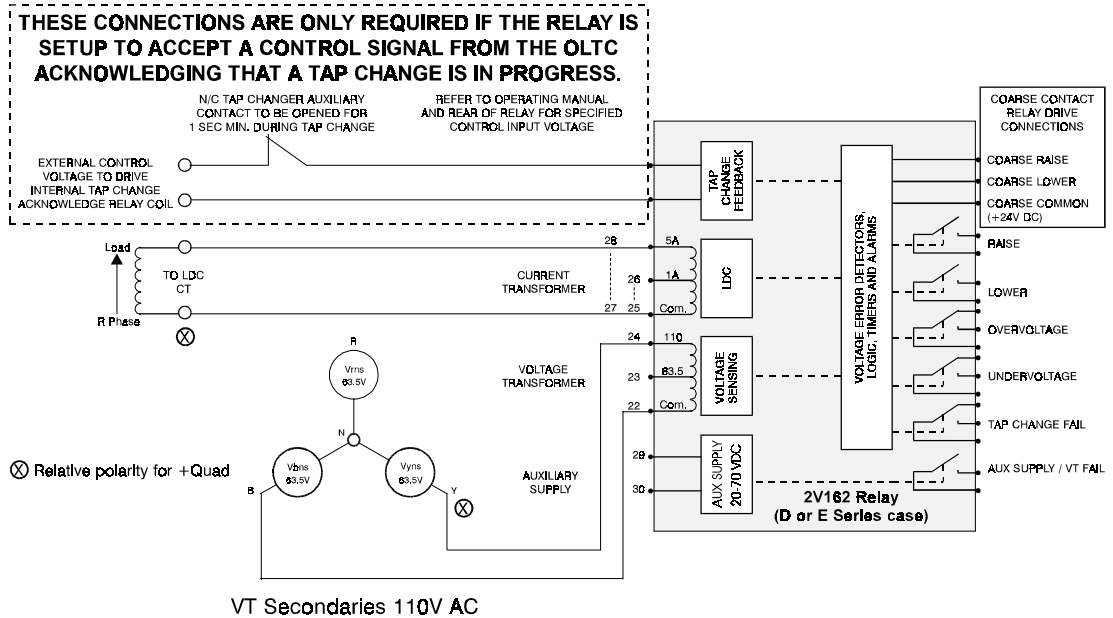 THESE CONNECTIONS ARE ONLY REQUIRED IF THE RELAY IS
SETUP TO ACCEPT A CONTROL SIGNAL FROM THE OLTC
ACKNOWLEDGING THAT A TAP CHANGE IS IN PROGRESS.
N/C TAP CHANGER AUXILIARY
CONTACT TO BE OPENED FOR
1 SEC MIN. DURING TAP CHANGE
REFER TO OPERATING MANUAL
AND REAR OF RELAY FOR SPECIFIED
CONTROL INPUT VOLTAGE
EXTERNAL CONTROL
VOLTAGE TO DRIVE
INTERNAL TAP CHANGE
ACKNOWLEDGE RELAY COIL
COARSE CONTACT
RELAY DRIVE
CONNECTIONS
COARSE RAISE
COARSE LOWER
COARSE COMMON
(+24V DC)
TAP
CHANGE
FEEDBACK
VOLTAGE ERROR DETECTORS,
LOGIC, TIMERS AND ALARMS
RAISE
LOWER
OVERVOLTAGE
UNDERVOLTAGE
TAP CHANGE FAIL
AUX SUPPLY / VT FAIL
Load
TO LDC
CT
R Phase
CURRENT
TRANSFORMER
28
5A
26
1A
27
25
Com.
LDC
24
110
23
63.5
22
Com.
VOLTAGE
SENSING
VOLTAGE
TRANSFORMER
R
Vrns
63.5V
N
Vbns
63.5V
Vyns
63.5V
B
Y
Relative polarity for +Quad
AUXILIARY
SUPPLY
29
30
AUX SUPPLY
20-70 VDC
2V162 Relay
(D or E Series case)
VT Secondaries 110V AC